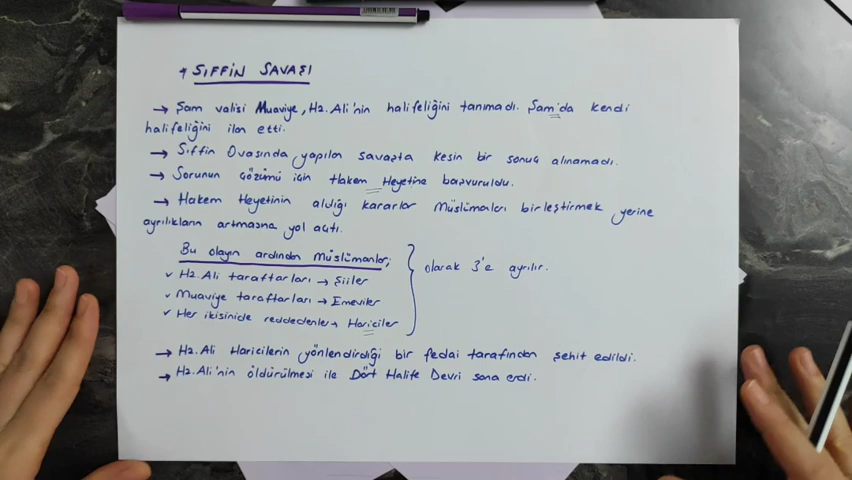 * SIFFİN SAVAŞI
→ Şam valisi Muaviye, Hz. Ali'nin halifeliğini tanımadı. Şam'da kendi
halifeliğini ilan etti.
→ Sıffin Ovasında yapılan savaşta kesin bir sonuç alınamadı.
→ Sorunun çözümü için Hakem Heyetine başvuruldu.
→ Hakem Heyetinin aldığı kararlar Müslümanları birleştirmek yerine
ayrılıkların artmasına yol açtı.
Bu olayın ardından Müslümanlar;
✓ Hz. Ali taraftarları → Şiiler
✓ Muaviye taraftarları → Emeviler
✓ Her ikisinide reddedenler → Hariciler
olarak 3'e ayrılır.
→ Hz. Ali Haricilerin yönlendirdiği bir fedai tarafından şehit edildi.
→ Hz. Ali'nin öldürülmesi ile Dört Halife Devri sona erdi.